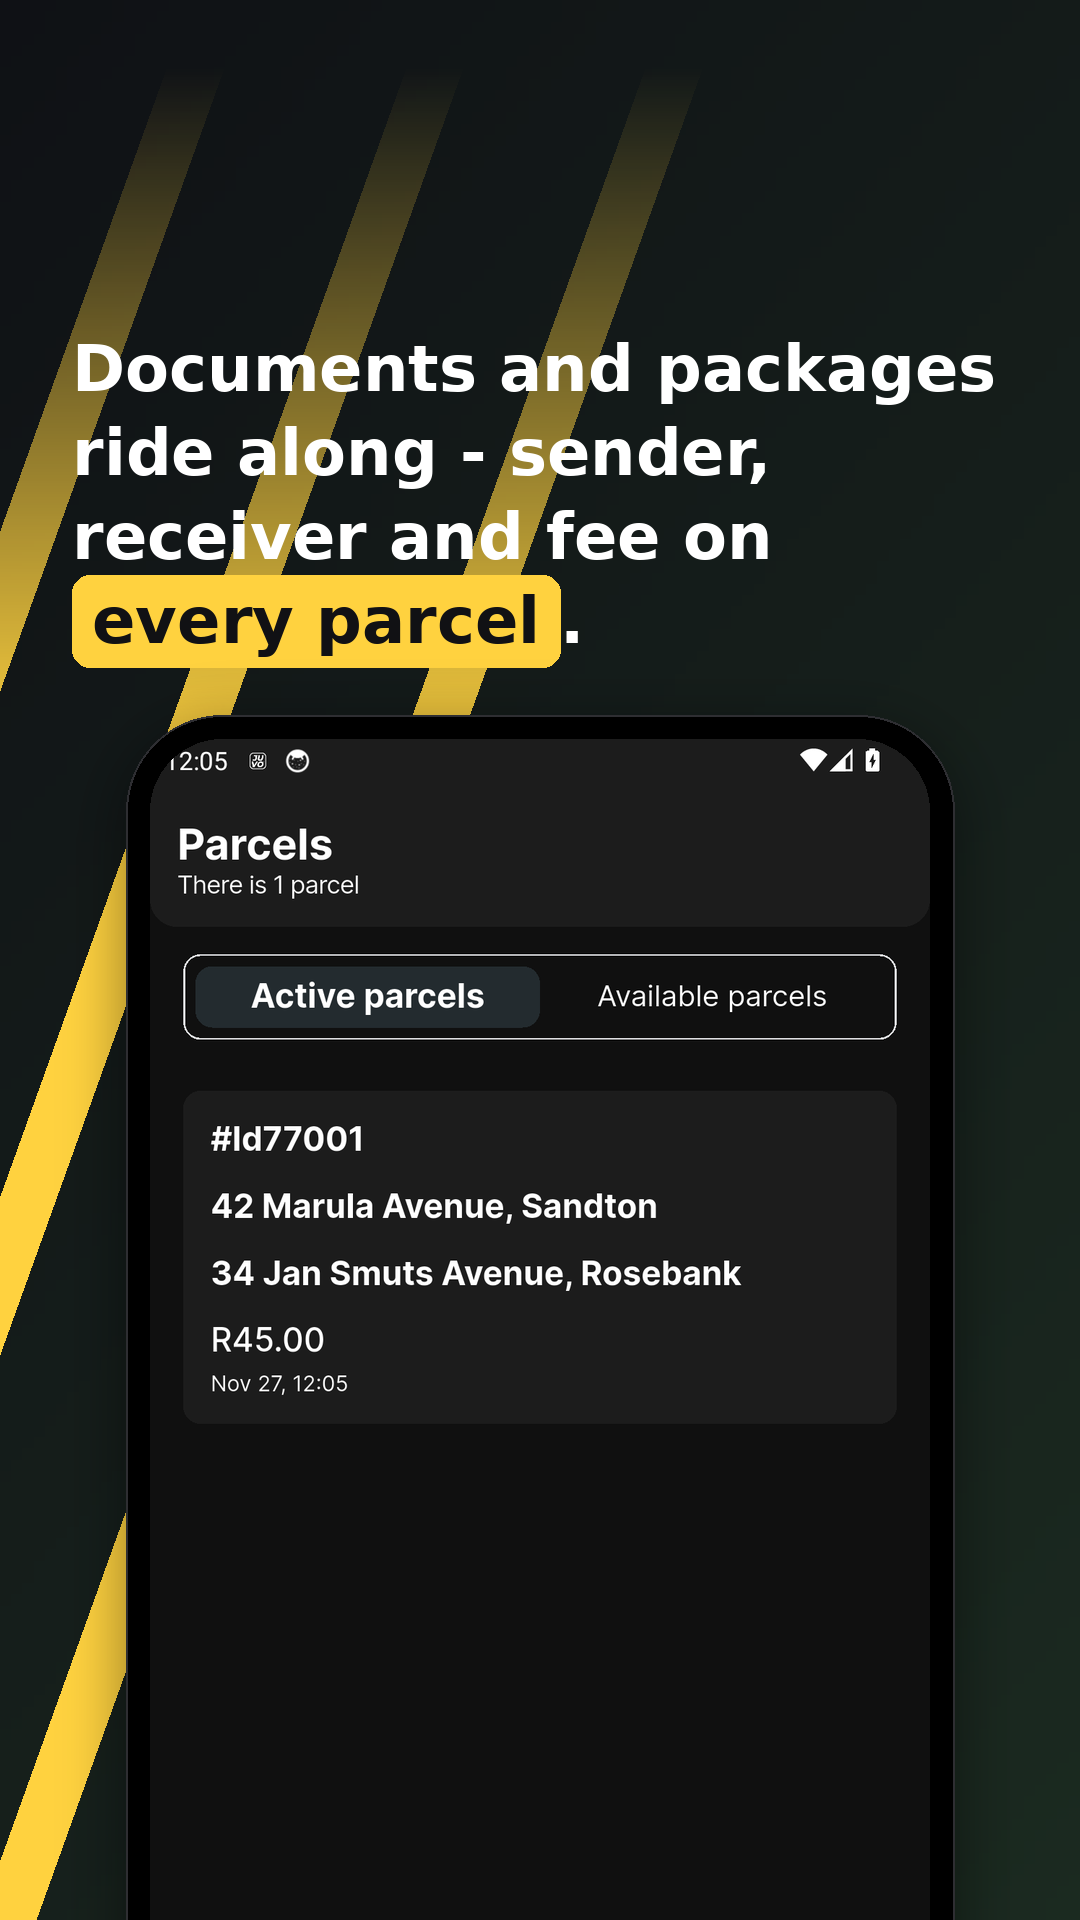 Documents and packages
ride along - sender,
receiver and fee on
every parcel.
12:05
Parcels
There is 1 parcel
Active parcels
Available parcels
#Id77001
42 Marula Avenue, Sandton
34 Jan Smuts Avenue, Rosebank
R45.00
Nov 27, 12:05